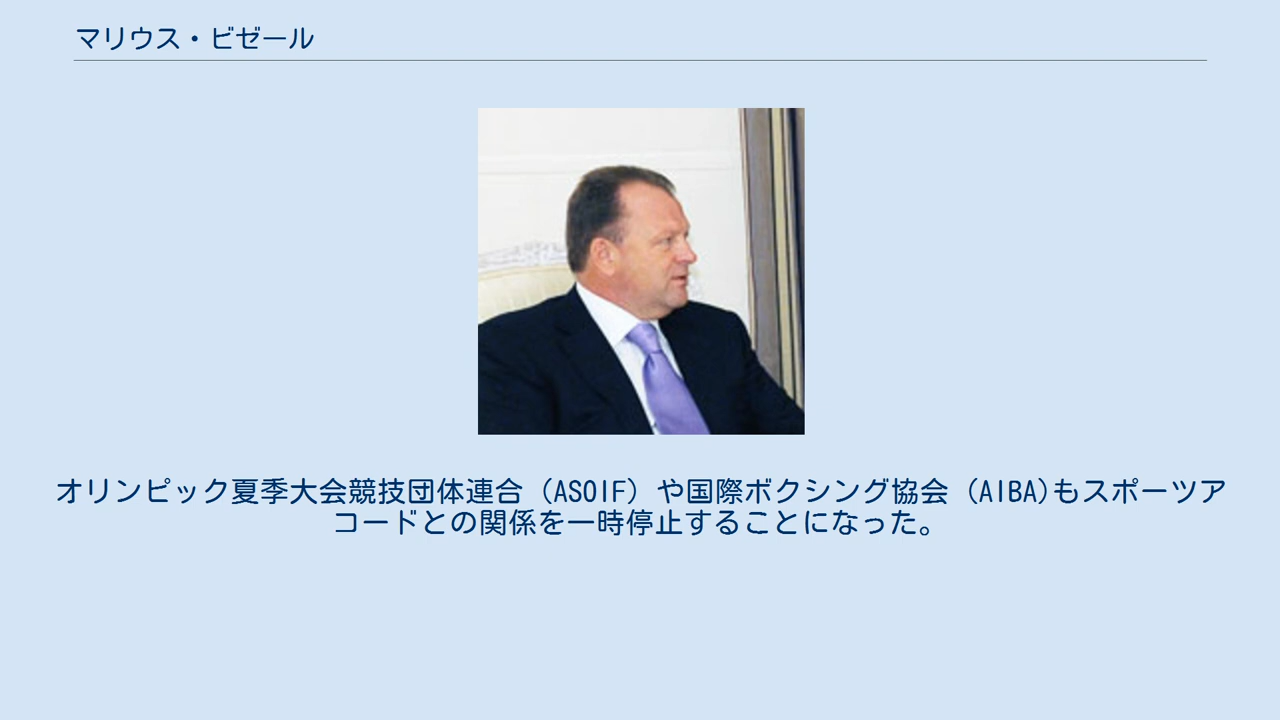 マリウス・ビゼール
オリンピック夏季大会競技団体連合（ASOIF）や国際ボクシング協会（AIBA)もスポーツア
コードとの関係を一時停止することになった。